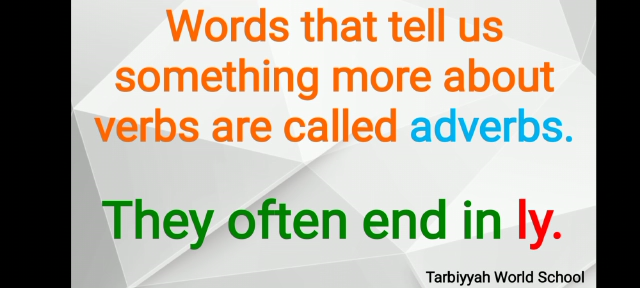 Words that tell us
something more about
verbs are called adverbs.
They often end in ly.
Tarbiyyah World School